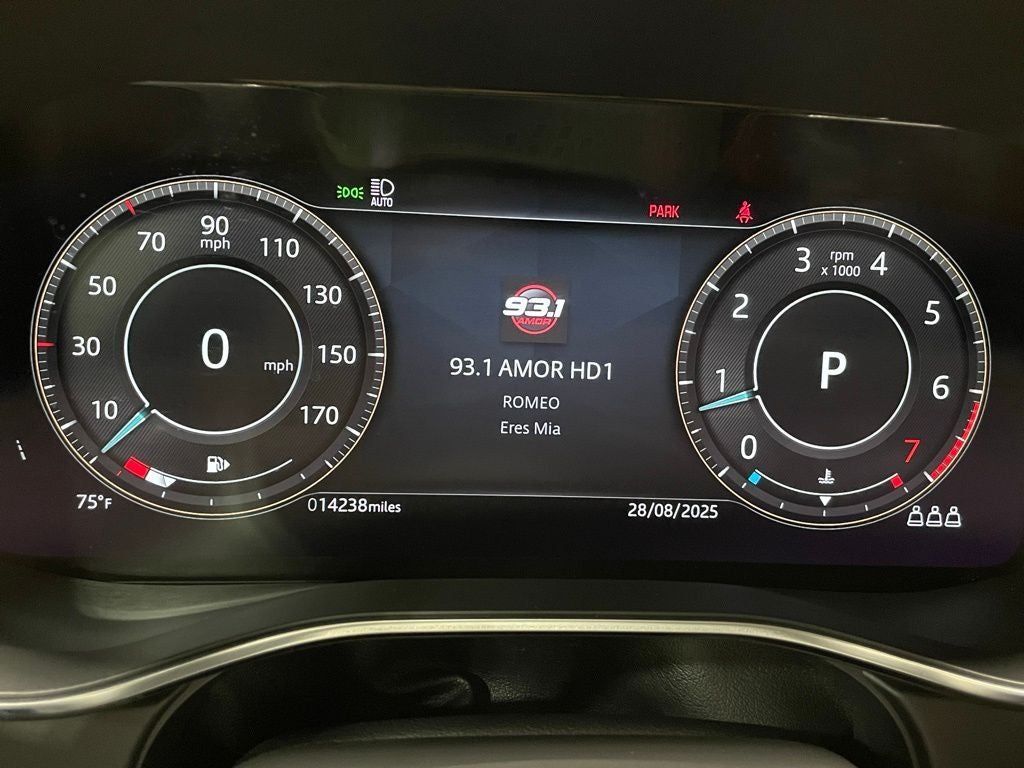 AUTO
PARK
10
30
50
70
90
mph
110
130
150
170
0
mph
93.1
AMOR
93.1 AMOR HD1
ROMEO
Eres Mia
0
1
2
3
rpm
x 1000
4
5
6
7
P
75°F
014238miles
28/08/2025